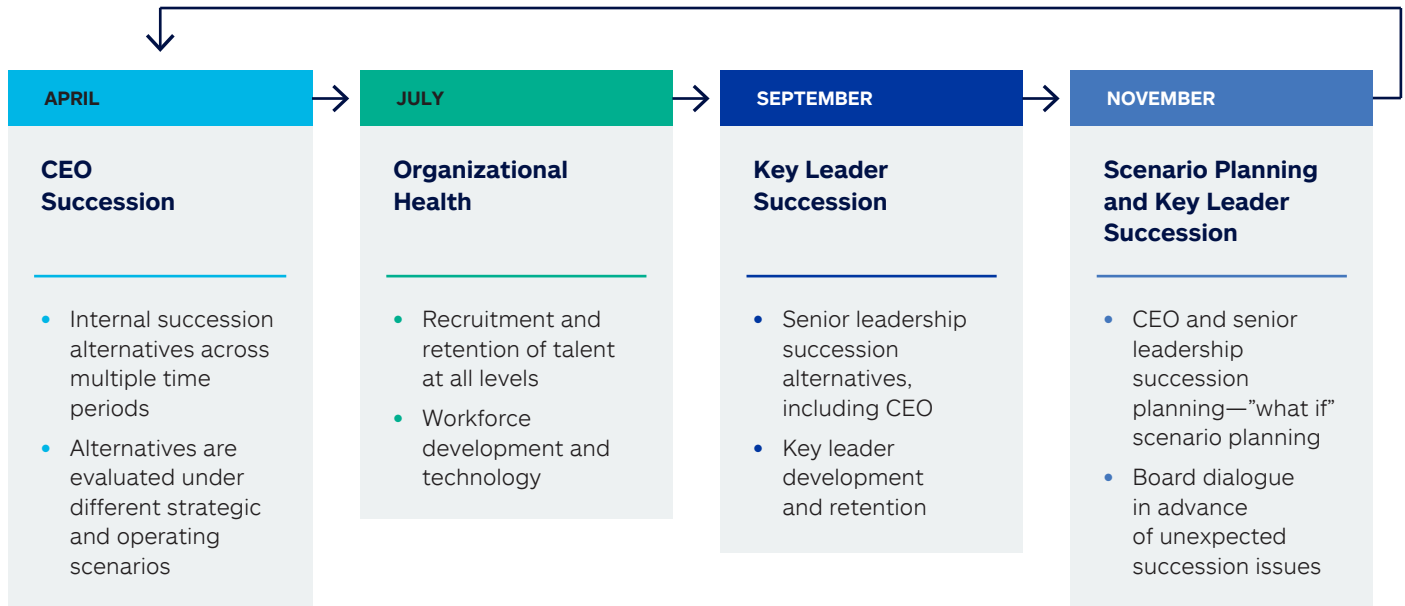 APRIL
CEO
Succession
• Internal succession
alternatives across
multiple time
periods
• Alternatives are
evaluated under
different strategic
and operating
scenarios
JULY
Organizational
Health
• Recruitment and
retention of talent
at all levels
• Workforce
development and
technology
SEPTEMBER
Key Leader
Succession
• Senior leadership
succession
alternatives,
including CEO
• Key leader
development
and retention
NOVEMBER
Scenario Planning
and Key Leader
Succession
• CEO and senior
leadership
succession
planning—”what if”
scenario planning
• Board dialogue
in advance
of unexpected
succession issues